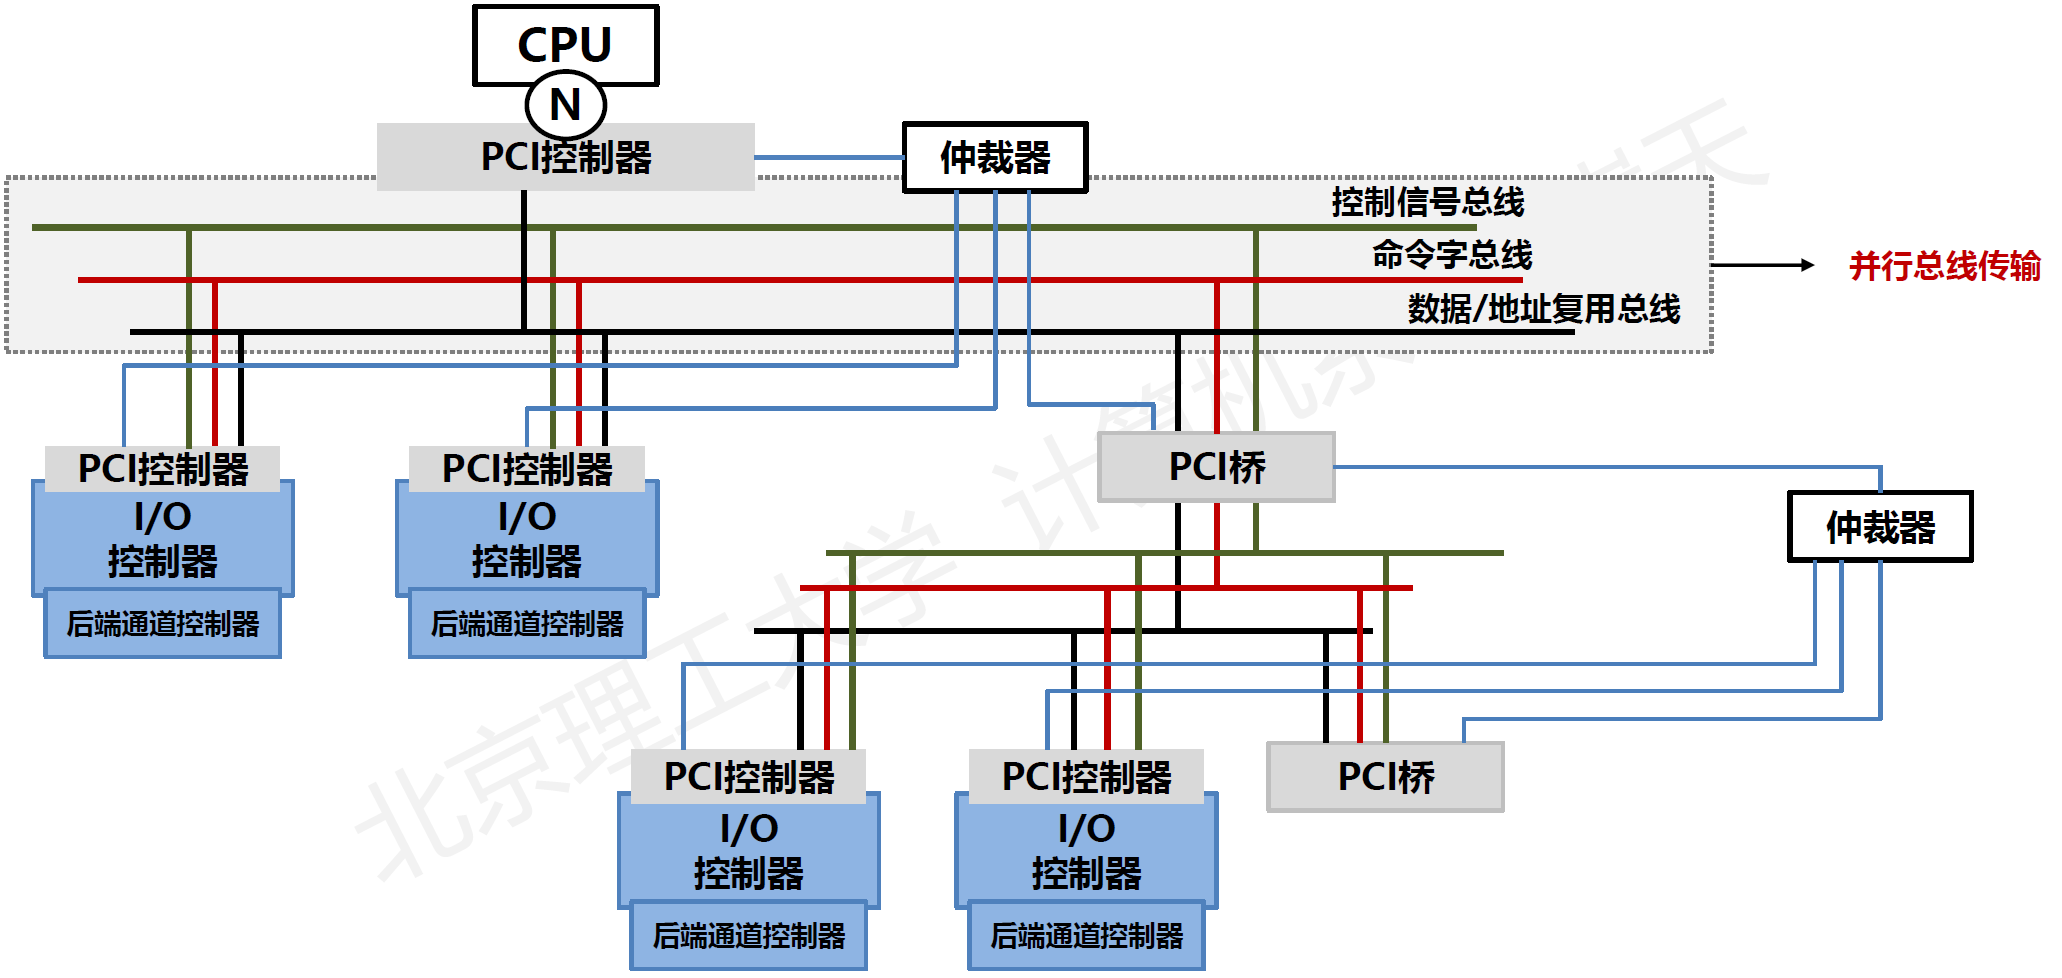 CPU
N
PCI控制器
仲裁器
控制信号总线
命令字总线
数据/地址复用总线
并行总线传输
PCI控制器
I/O
控制器
后端通道控制器
PCI控制器
I/O
控制器
后端通道控制器
PCI桥
仲裁器
PCI控制器
I/O
控制器
后端通道控制器
PCI控制器
I/O
控制器
后端通道控制器
PCI桥
北京理工大学 计算机系